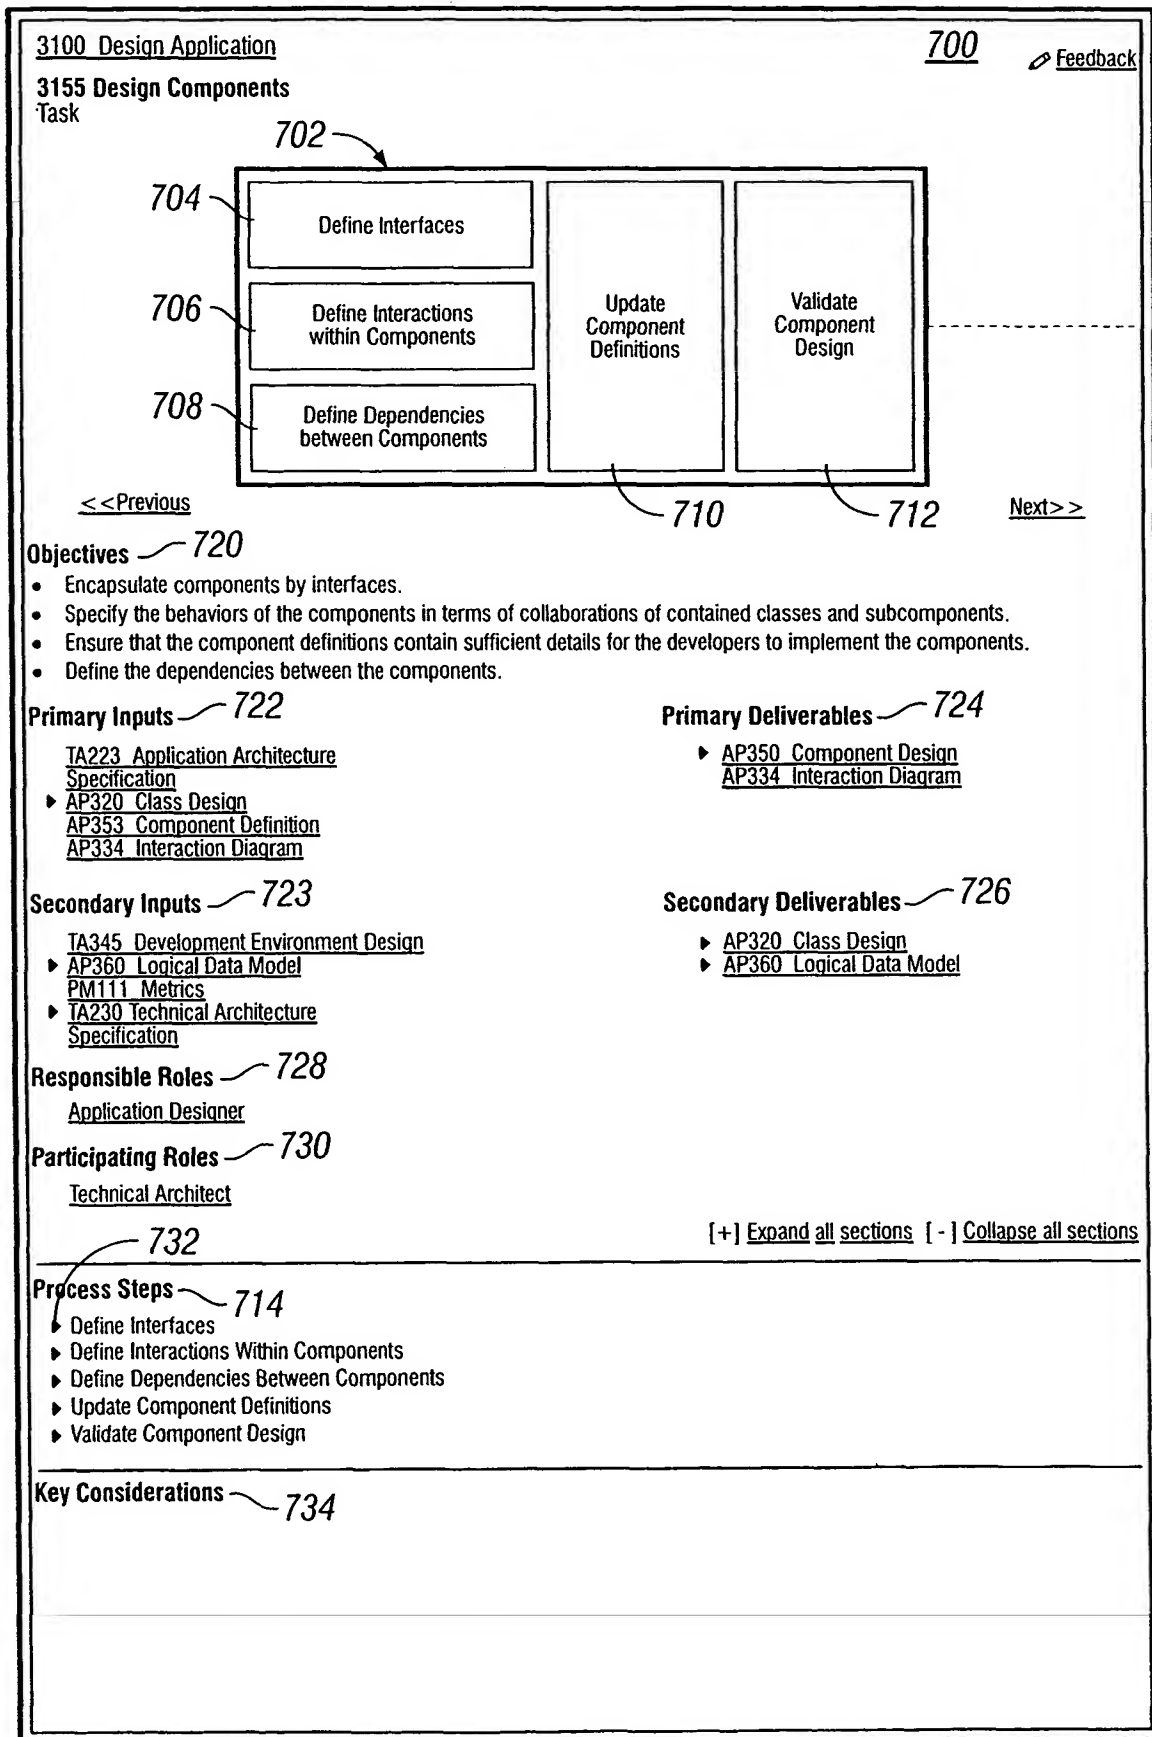 3100 Design Application
700
Feedback
3155 Design Components
Task
702
704
Define Interfaces
706
Define Interactions
within Components
708
Define Dependencies
between Components
Update
Component
Definitions
Validate
Component
Design
710
712
<<Previous
Next>>
Objectives 720
• Encapsulate components by interfaces.
• Specify the behaviors of the components in terms of collaborations of contained classes and subcomponents.
• Ensure that the component definitions contain sufficient details for the developers to implement the components.
• Define the dependencies between the components.
Primary Inputs 722
TA223 Application Architecture
Specification
AP320 Class Design
AP353 Component Definition
AP334 Interaction Diagram
Primary Deliverables 724
AP350 Component Design
AP334 Interaction Diagram
Secondary Inputs 723
TA345 Development Environment Design
AP360 Logical Data Model
PM111 Metrics
TA230 Technical Architecture
Specification
Secondary Deliverables 726
AP320 Class Design
AP360 Logical Data Model
Responsible Roles 728
Application Designer
Participating Roles 730
Technical Architect
[+] Expand all sections [-] Collapse all sections
732
Process Steps 714
Define Interfaces
Define Interactions Within Components
Define Dependencies Between Components
Update Component Definitions
Validate Component Design
Key Considerations 734